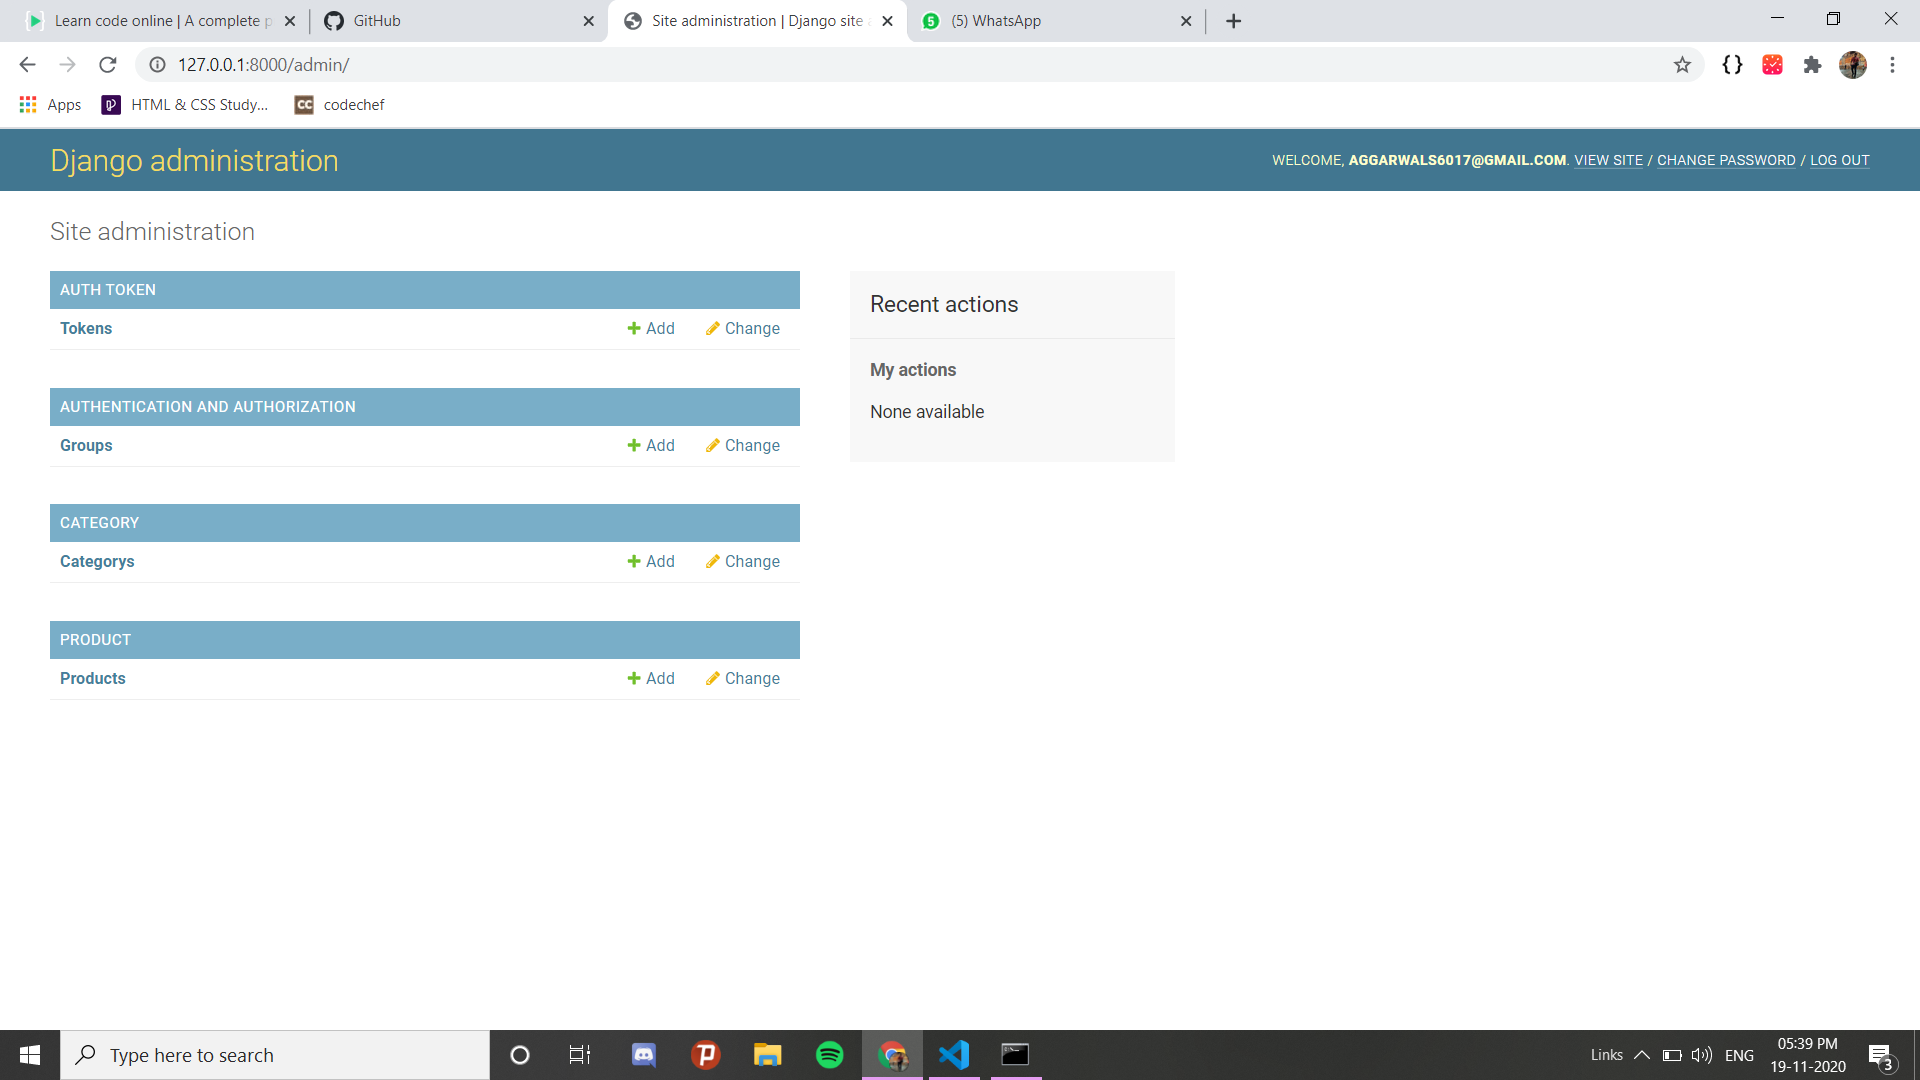 Learn code online | A complete p
GitHub
Site administration | Django site
(5) WhatsApp
127.0.0.1:8000/admin/
Apps
HTML & CSS Study...
CC
codechef
Django administration
WELCOME, AGGARWALS6017@GMAIL.COM. VIEW SITE / CHANGE PASSWORD / LOG OUT
Site administration
AUTH TOKEN
Tokens
Add
Change
AUTHENTICATION AND AUTHORIZATION
Groups
Add
Change
CATEGORY
Categorys
Add
Change
PRODUCT
Products
Add
Change
Recent actions
My actions
None available
Type here to search
Links
ENG
05:39 PM
19-11-2020
3